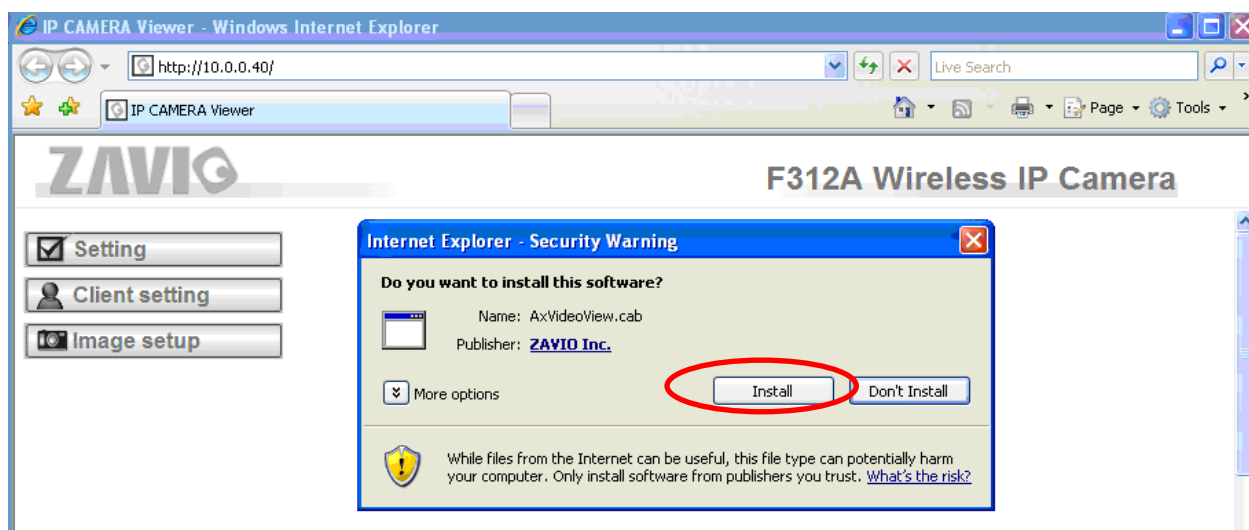 IP CAMERA Viewer - Windows Internet Explorer
http://10.0.0.40/
Live Search
IP CAMERA Viewer
Page
Tools
ZAVIO
F312A Wireless IP Camera
Setting
Client setting
Image setup
Internet Explorer - Security Warning
Do you want to install this software?
Name: AxVideoView.cab
Publisher: ZAVIO Inc.
More options
Install
Don't Install
While files from the Internet can be useful, this file type can potentially harm
your computer. Only install software from publishers you trust. What's the risk?